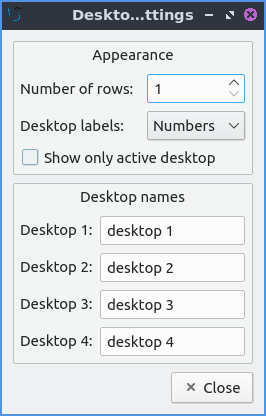 Deskto...ttings
Appearance
Number of rows: 1
Desktop labels: Numbers
Show only active desktop
Desktop names
Desktop 1: desktop 1
Desktop 2: desktop 2
Desktop 3: desktop 3
Desktop 4: desktop 4
Close